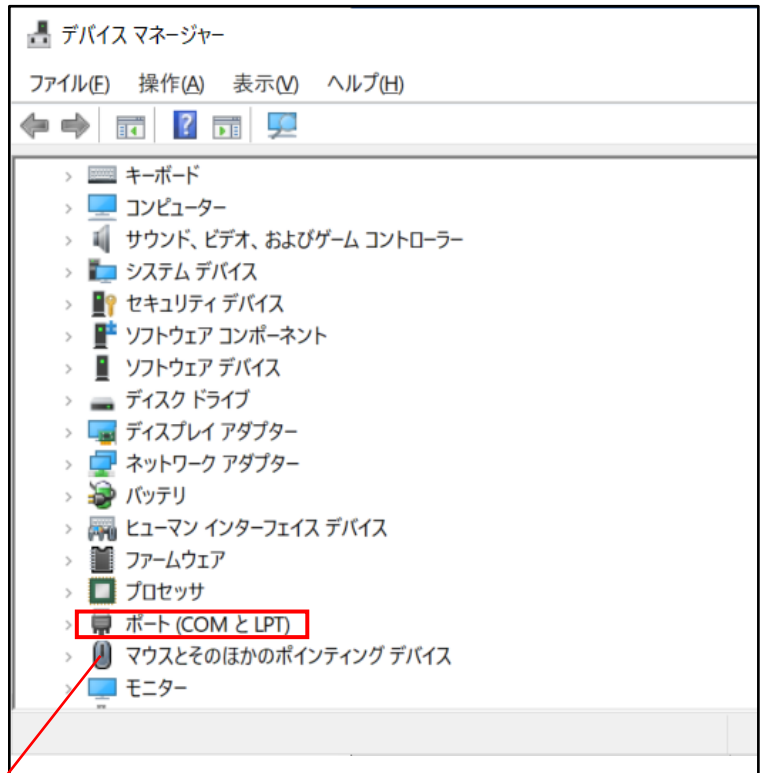 デバイス マネージャー
ファイル(F) 操作(A) 表示(V) ヘルプ(H)
キーボード
コンピューター
サウンド、ビデオ、およびゲーム コントローラー
システム デバイス
セキュリティ デバイス
ソフトウェア コンポーネント
ソフトウェア デバイス
ディスク ドライブ
ディスプレイ アダプター
ネットワーク アダプター
バッテリ
ヒューマン インターフェイス デバイス
ファームウェア
プロセッサ
ポート (COM と LPT)
マウスとそのほかのポインティング デバイス
モニター